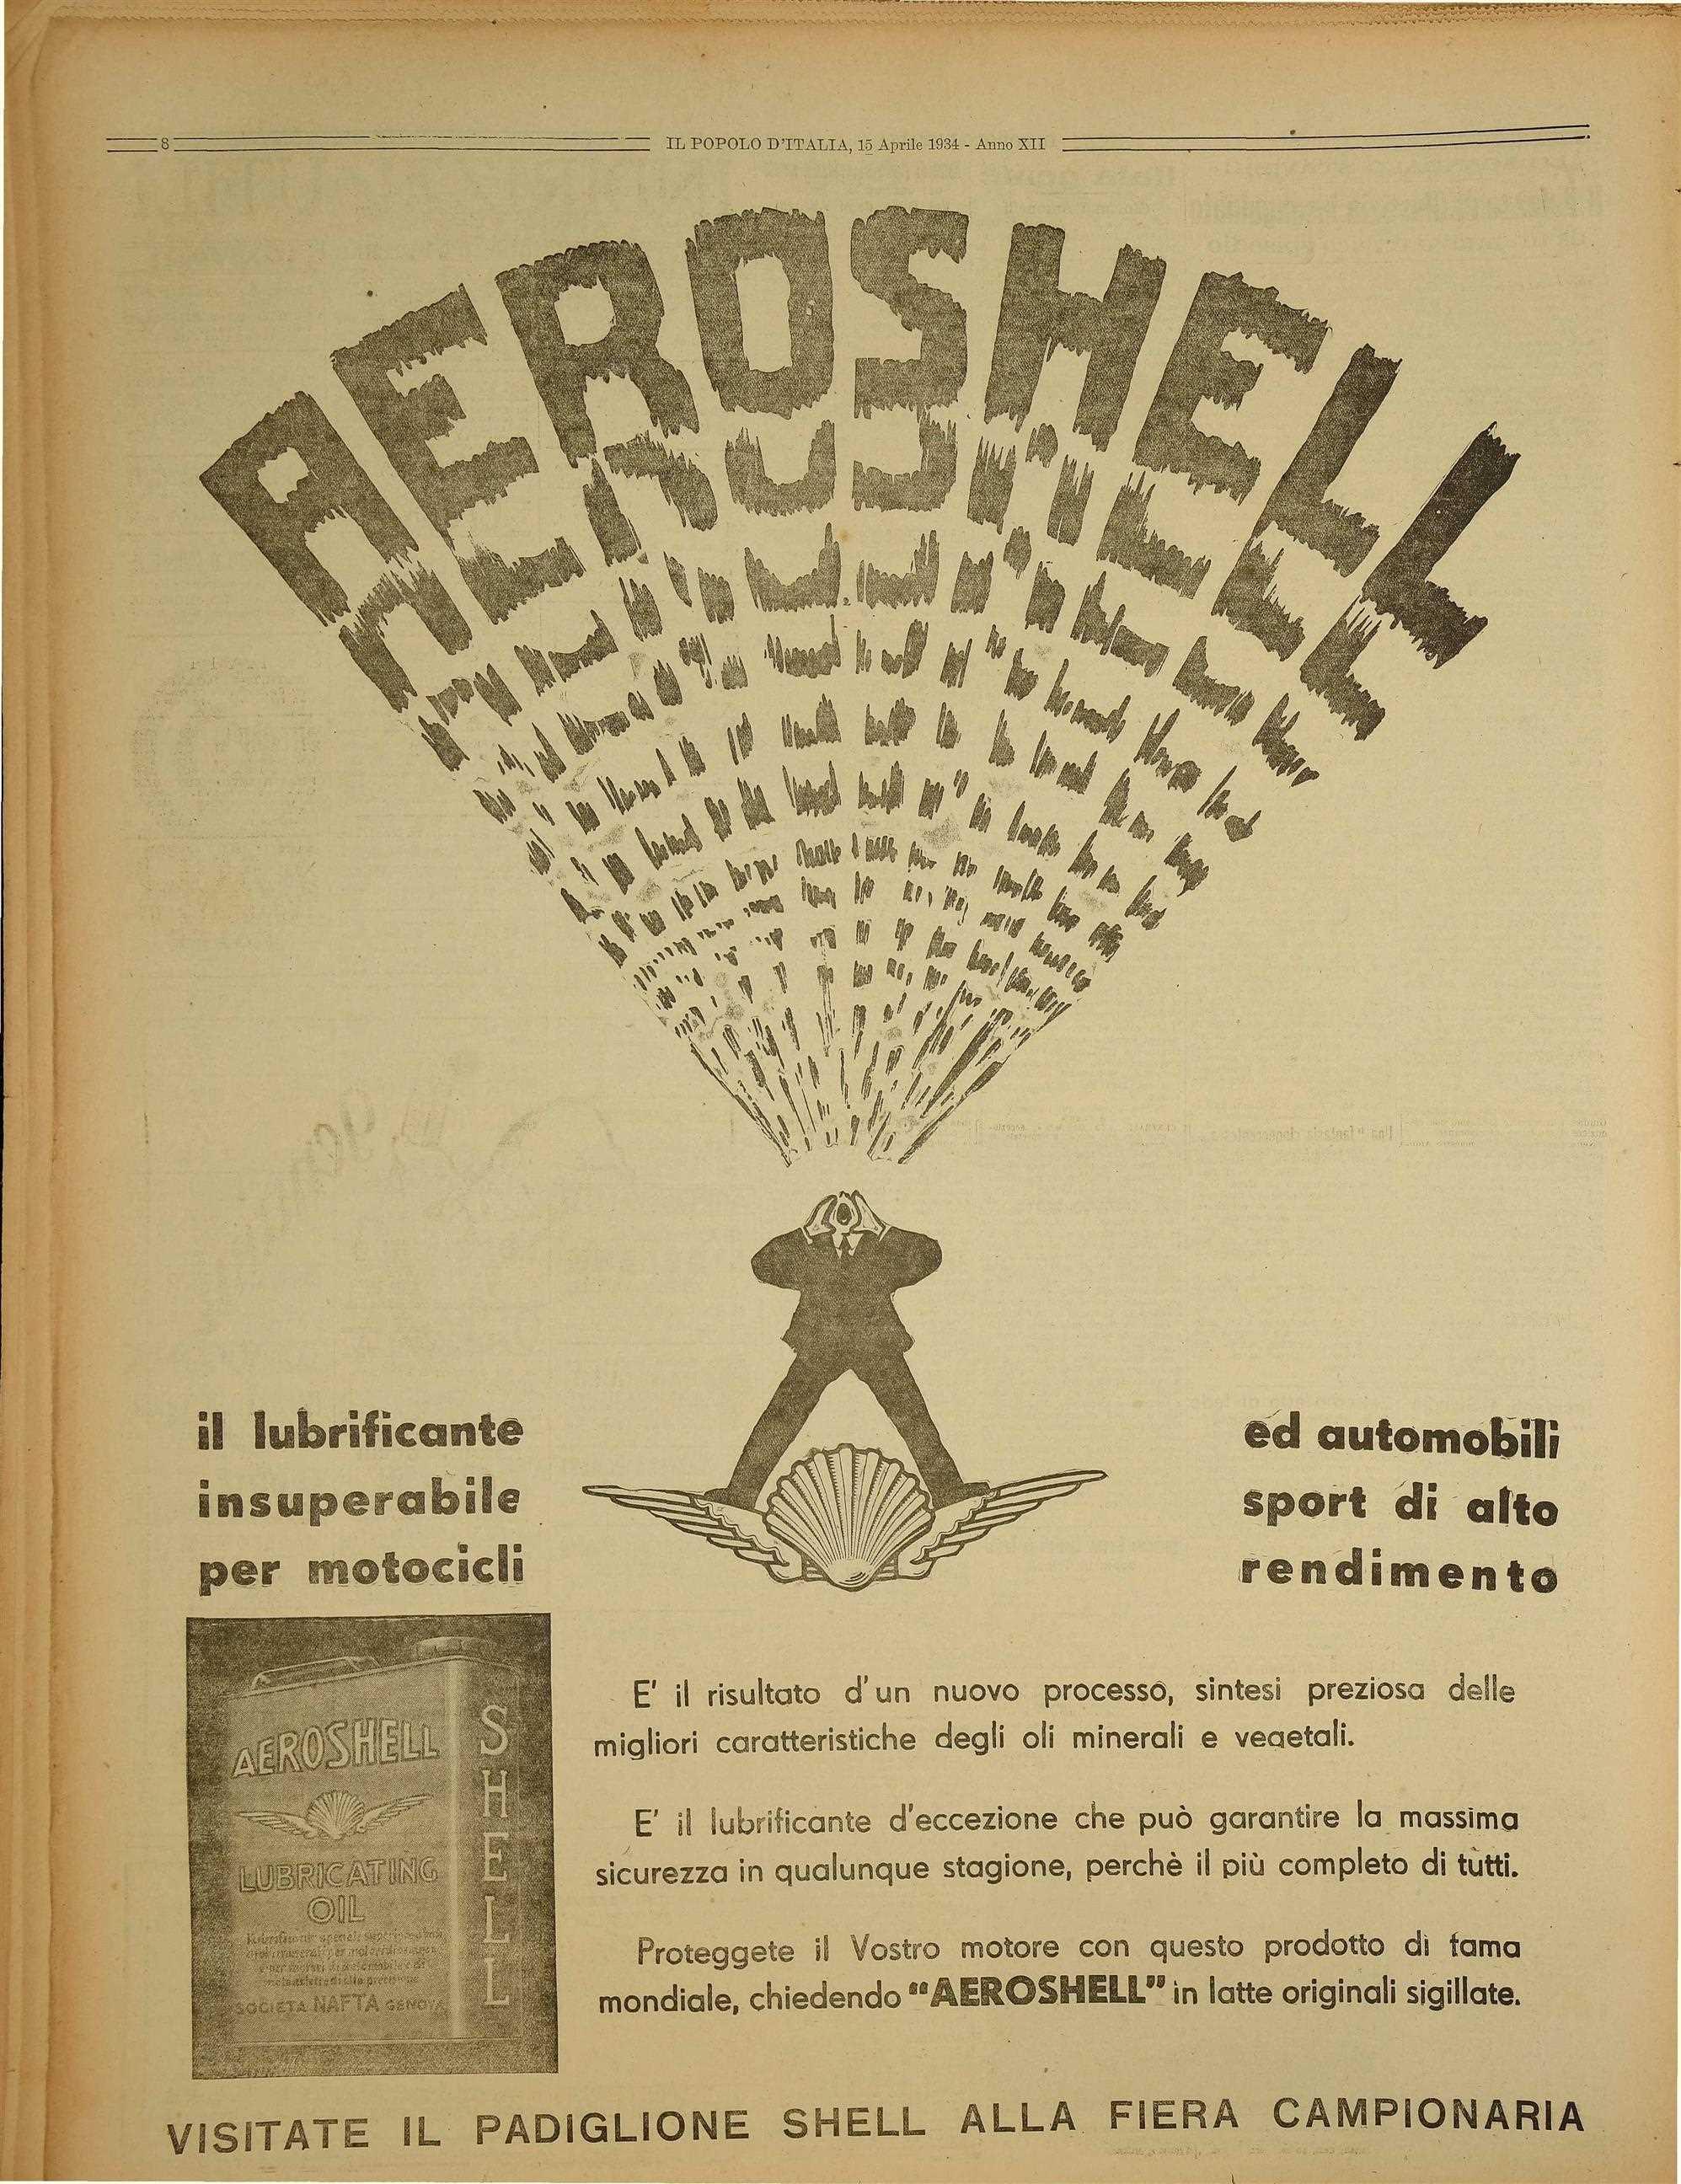 8
IL POPOLO D'ITALIA, 15 Aprile 1934 - Anno XII
AEROSHELL
il lubrificante
insuperabile
per motocicli
ed automobili
sport di alto
rendimento
AEROSHELL
LUBRICATING
OIL
SOCIETÀ NAFTA GENOVA
SHELL
E' il risultato d'un nuovo processo, sintesi preziosa delle
migliori caratteristiche degli oli minerali e vegetali.
E' il lubrificante d'eccezione che può garantire la massima
sicurezza in qualunque stagione, perchè il più completo di tutti.
Proteggete il Vostro motore con questo prodotto di fama
mondiale, chiedendo “AEROSHELL” in latte originali sigillate.
VISITATE IL PADIGLIONE SHELL ALLA FIERA CAMPIONARIA